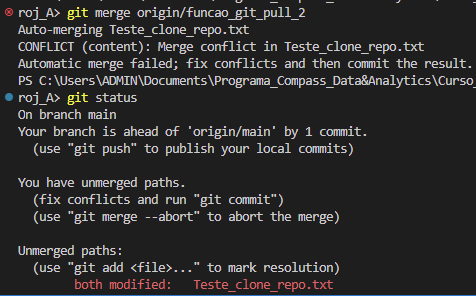 roj_A> git merge origin/funcao_git_pull_2
Auto-merging Teste_clone_repo.txt
CONFLICT (content): Merge conflict in Teste_clone_repo.txt
Automatic merge failed; fix conflicts and then commit the result.
PS C:\Users\ADMIN\Documents\Programa_Compass_Data&Analytics\Curso_
roj_A> git status
On branch main
Your branch is ahead of 'origin/main' by 1 commit.
(use "git push" to publish your local commits)
You have unmerged paths.
(fix conflicts and run "git commit")
(use "git merge --abort" to abort the merge)
Unmerged paths:
(use "git add <file>..." to mark resolution)
both modified:   Teste_clone_repo.txt